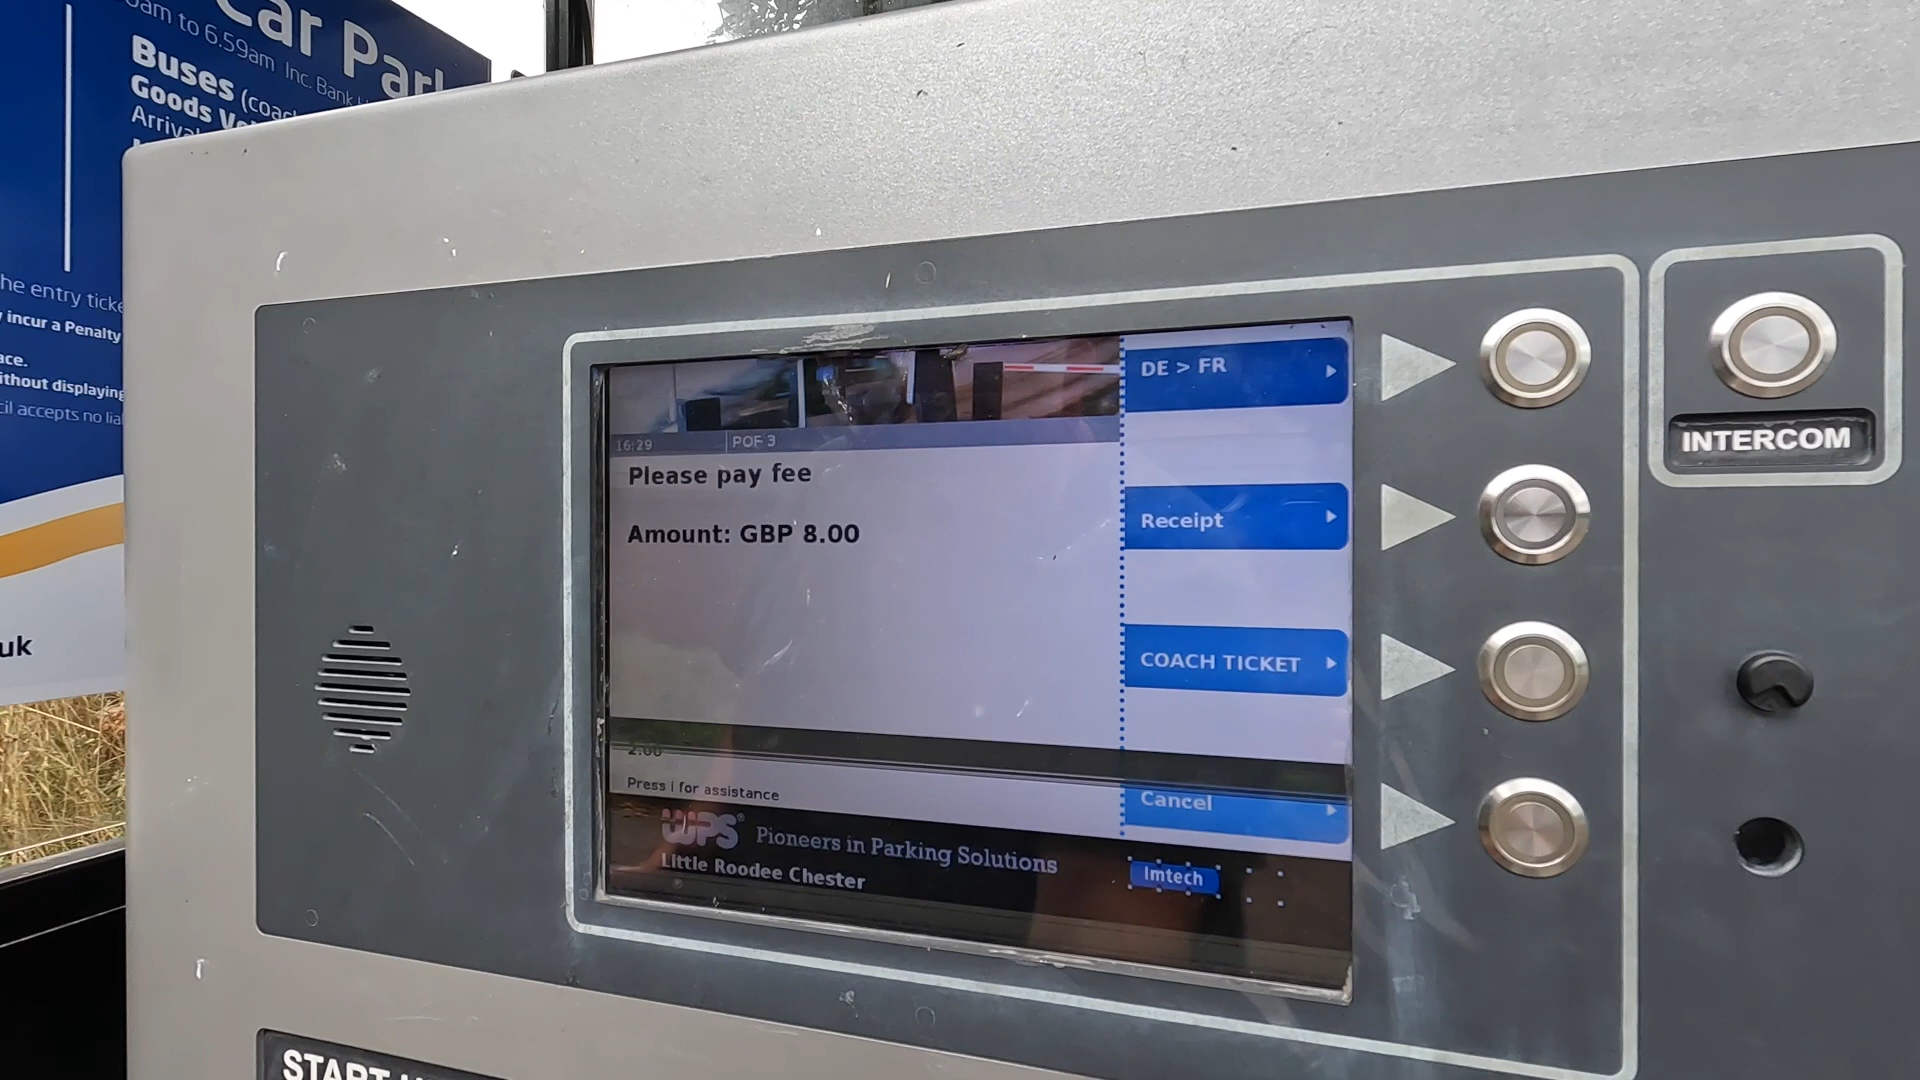 Car Park
0am to 6.59am Inc. Bank
Buses (coac
Goods Ve
Arrival
he entry ticke
incur a Penalty
ace.
ithout displaying
cil accepts no lia
uk
DE > FR
16:29 POF 3
Please pay fee
Amount: GBP 8.00
Receipt
COACH TICKET
2.00
Press i for assistance
Cancel
WPS® Pioneers in Parking Solutions
Little Roodee Chester
Imtech
INTERCOM
START